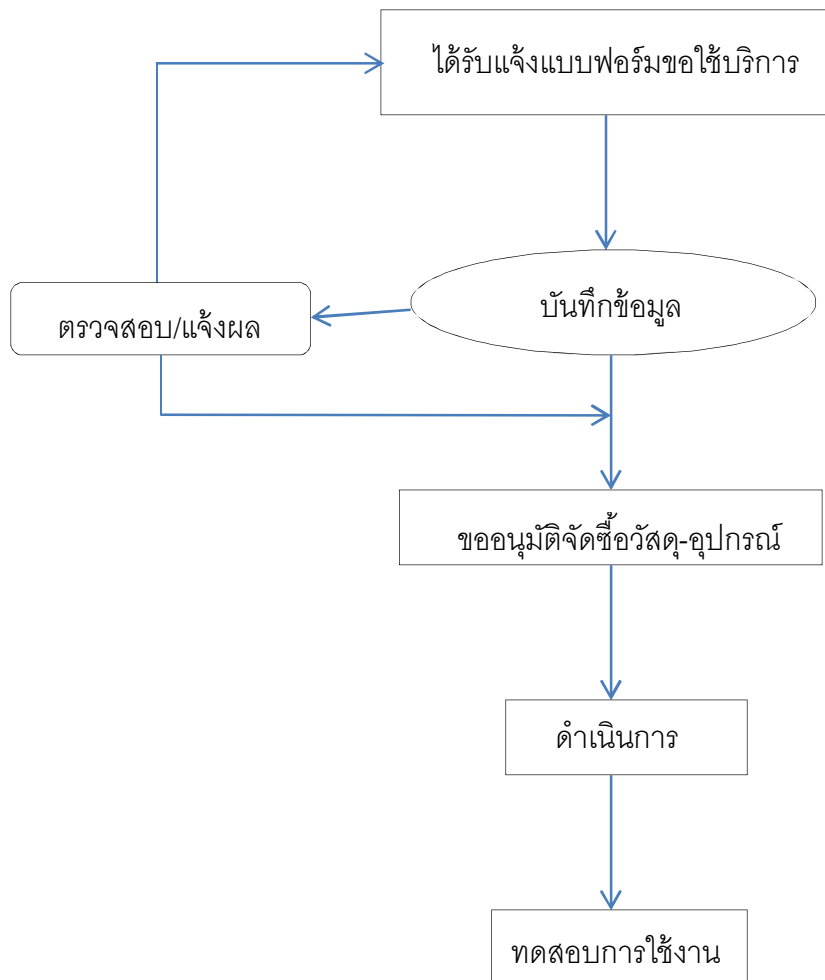 ได้รับแจ้งแบบฟอร์มขอใช้บริการ
บันทึกข้อมูล
ตรวจสอบ/แจ้งผล
ขออนุมัติจัดซื้อวัสดุ-อุปกรณ์
ดำเนินการ
ทดสอบการใช้งาน